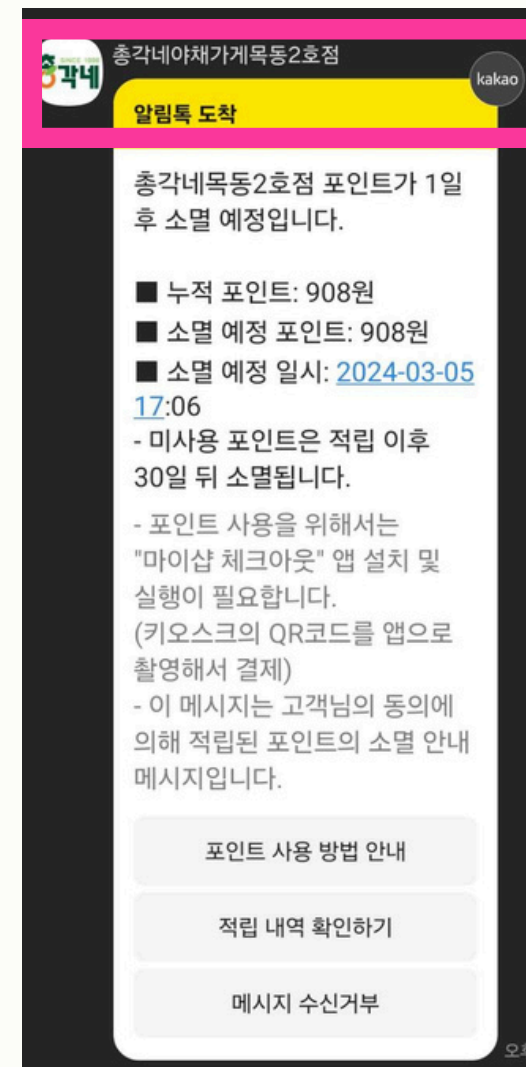 SINCE 1998
총각네
총각네야채가게목동2호점
kakao
알림톡 도착
총각네목동2호점 포인트가 1일
후 소멸 예정입니다.
■ 누적 포인트: 908원
■ 소멸 예정 포인트: 908원
■ 소멸 예정 일시: 2024-03-05
17:06
- 미사용 포인트은 적립 이후
30일 뒤 소멸됩니다.
- 포인트 사용을 위해서는
"마이샵 체크아웃" 앱 설치 및
실행이 필요합니다.
(키오스크의 QR코드를 앱으로
촬영해서 결제)
- 이 메시지는 고객님의 동의에
의해 적립된 포인트의 소멸 안내
메시지입니다.
포인트 사용 방법 안내
적립 내역 확인하기
메시지 수신거부